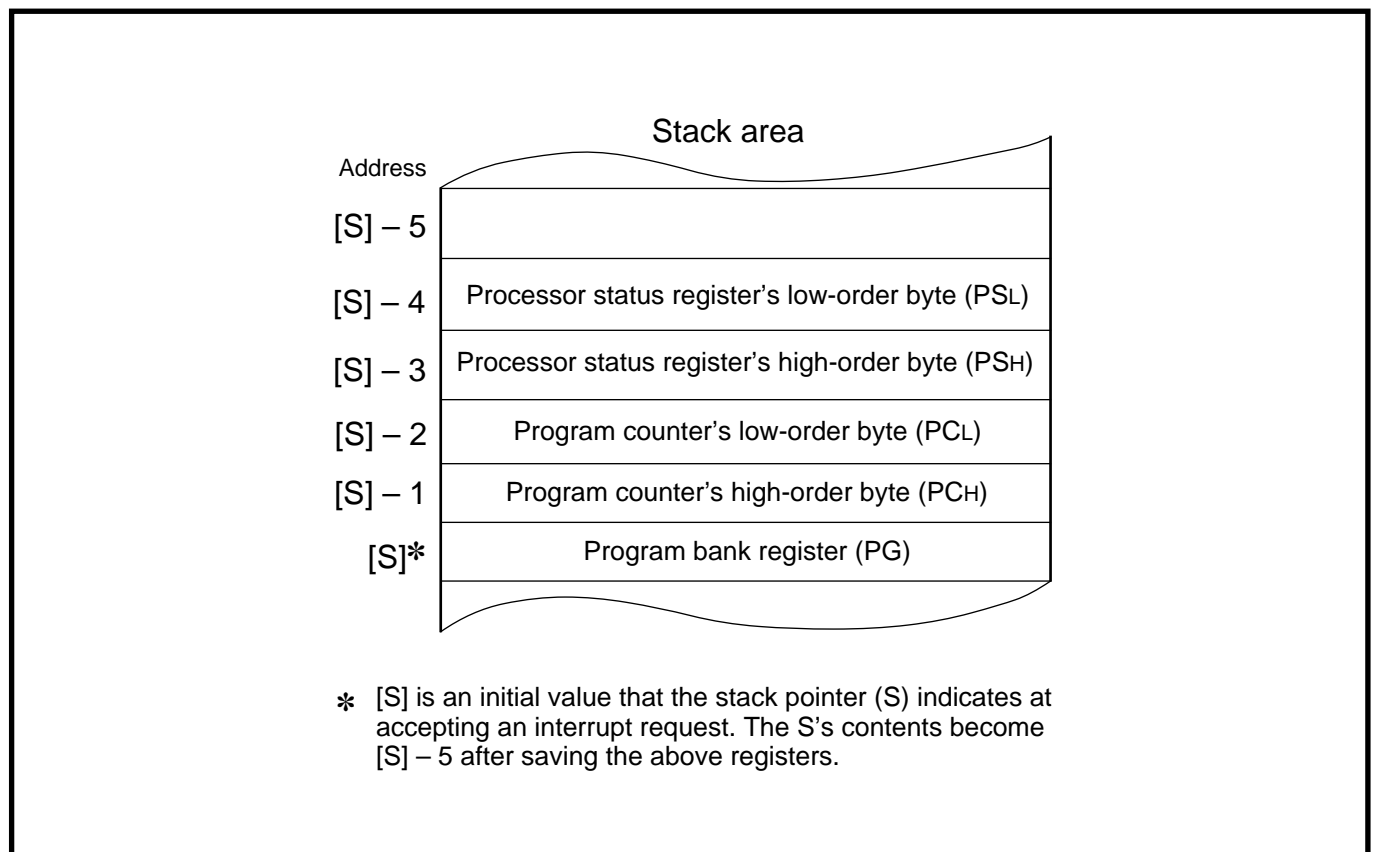 Stack area
Address
[S] – 5
[S] – 4 Processor status register’s low-order byte (PSL)
[S] – 3 Processor status register’s high-order byte (PSH)
[S] – 2 Program counter’s low-order byte (PCL)
[S] – 1 Program counter’s high-order byte (PCH)
[S]* Program bank register (PG)
* [S] is an initial value that the stack pointer (S) indicates at
accepting an interrupt request. The S’s contents become
[S] – 5 after saving the above registers.